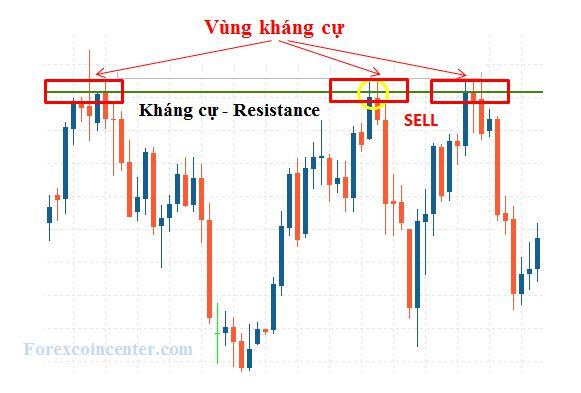 Vùng kháng cự
Kháng cự - Resistance
SELL
Forexcoincenter.com